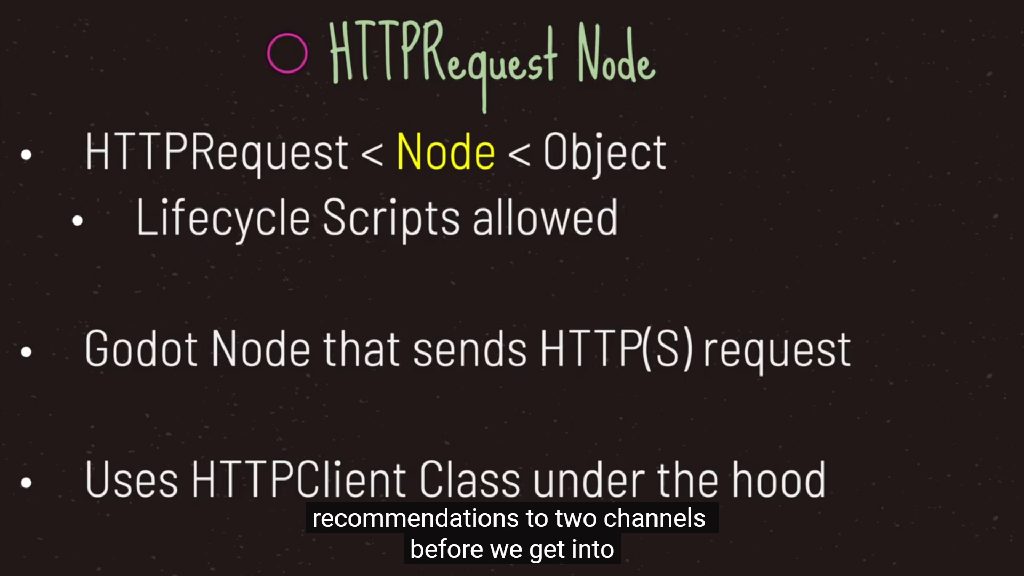 HTTPRequest Node
• HTTPRequest < Node < Object
• Lifecycle Scripts allowed
• Godot Node that sends HTTP(S) request
• Uses HTTPClient Class under the hood
recommendations to two channels
before we get into